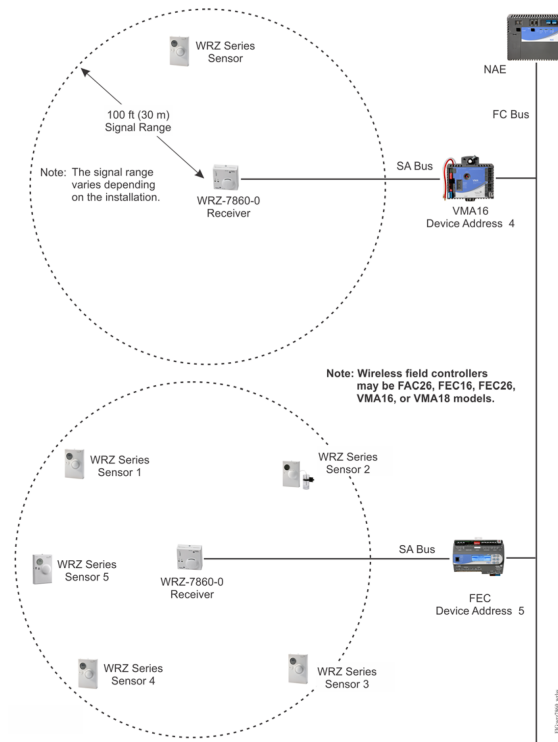 WRZ Series
Sensor
NAE
100 ft (30 m)
Signal Range
FC Bus
Note: The signal range
varies depending
on the installation.
SA Bus
WRZ-7860-0
Receiver
VMA16
Device Address 4
Note: Wireless field controllers
may be FAC26, FEC16, FEC26,
VMA16, or VMA18 models.
WRZ Series
Sensor 1
WRZ Series
Sensor 2
WRZ Series
Sensor 5
SA Bus
WRZ-7860-0
Receiver
FEC
Device Address 5
WRZ Series
Sensor 4
WRZ Series
Sensor 3